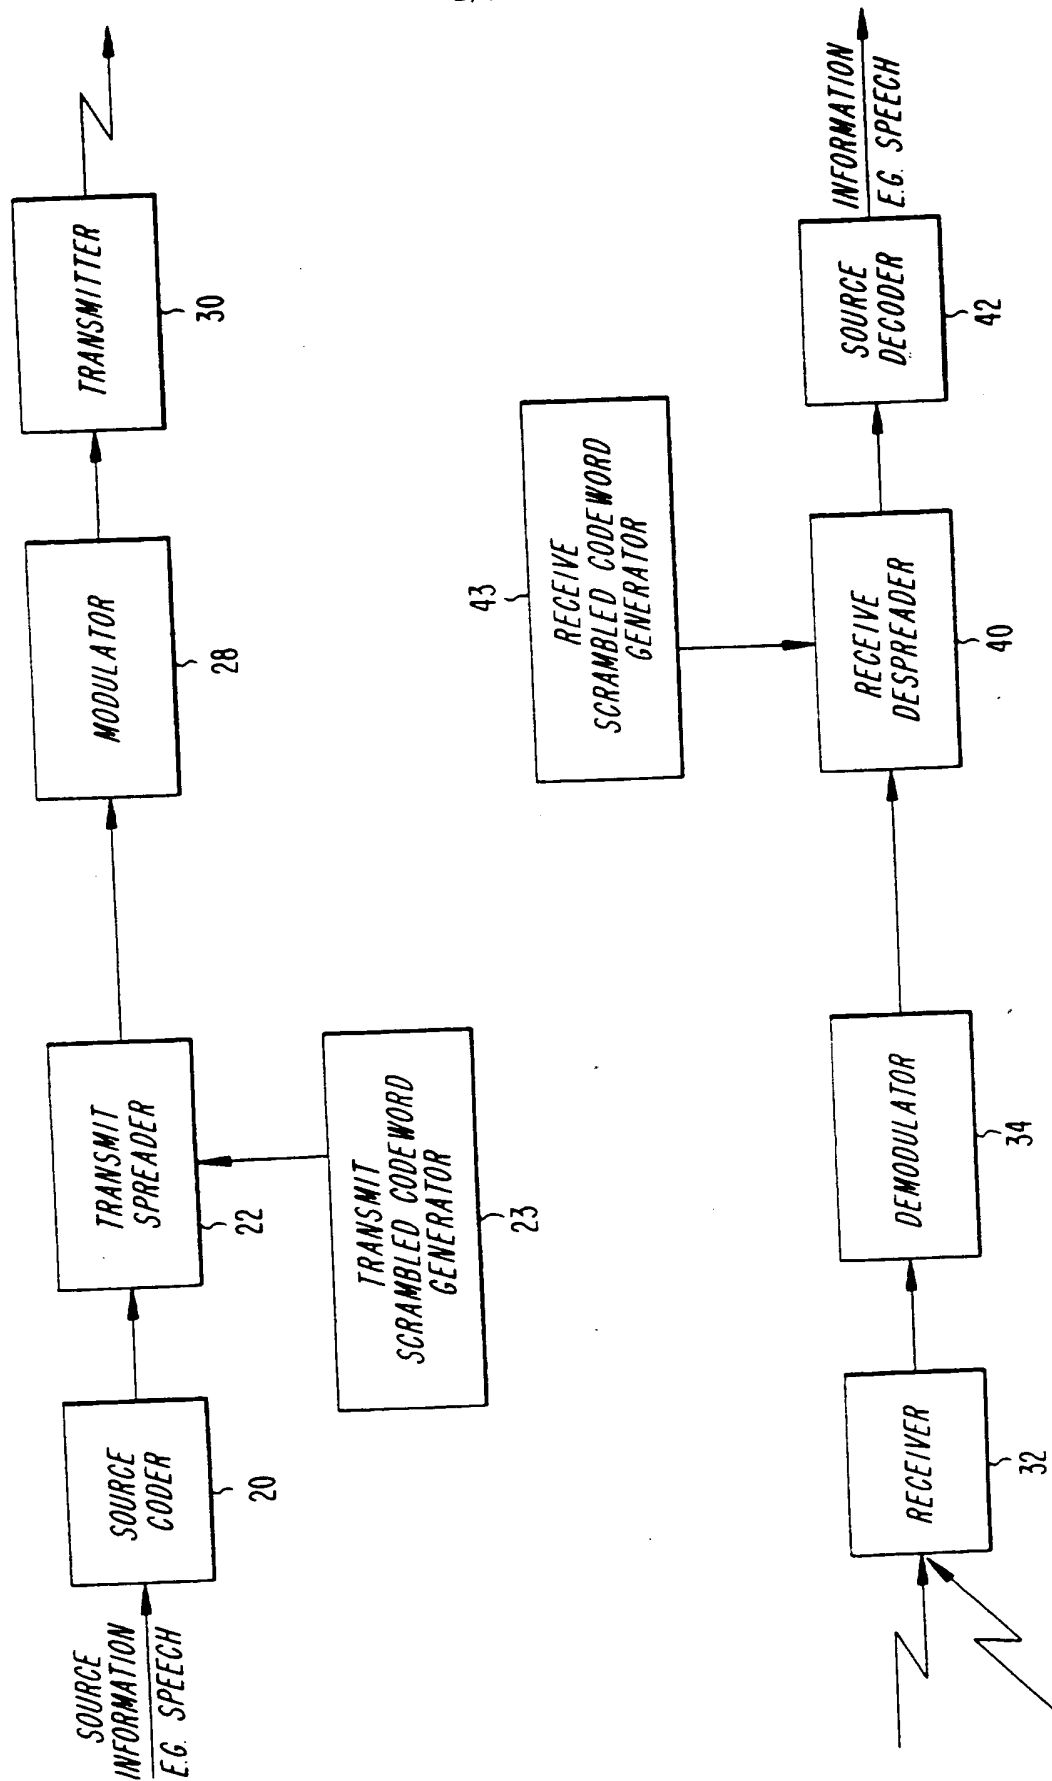 SOURCE
INFORMATION
E.G. SPEECH
SOURCE
CODER
20
TRANSMIT
SPREADER
22
TRANSMIT
SCRAMBLED CODEWORD
GENERATOR
23
MODULATOR
28
TRANSMITTER
30
RECEIVER
32
DEMODULATOR
34
RECEIVE
DESPREADER
40
RECEIVE
SCRAMBLED CODEWORD
GENERATOR
43
SOURCE
DECODER
42
INFORMATION
E.G. SPEECH